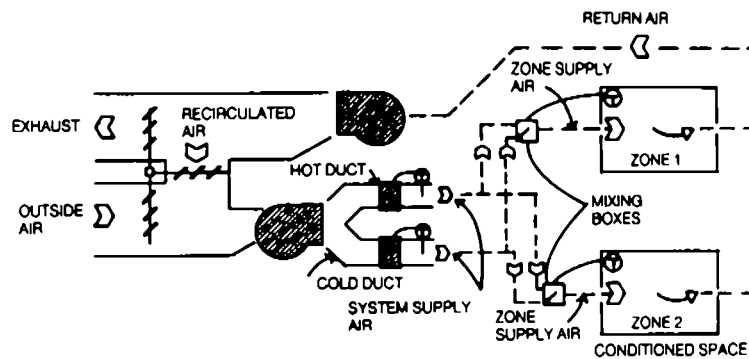 RETURN AIR
ZONE SUPPLY
AIR
RECIRCULATED
AIR
EXHAUST
ZONE 1
HOT DUCT
MIXING
BOXES
OUTSIDE
AIR
COLD DUCT
SYSTEM SUPPLY
AIR
ZONE
SUPPLY AIR
ZONE 2
CONDITIONED SPACE